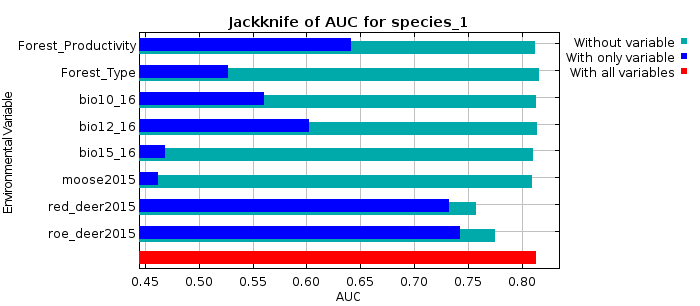 Jackknife of AUC for species_1
Environmental Variable
Forest_Productivity
Forest_Type
bio10_16
bio12_16
bio15_16
moose2015
red_deer2015
roe_deer2015
0.45 0.50 0.55 0.60 0.65 0.70 0.75 0.80
AUC
Without variable
With only variable
With all variables